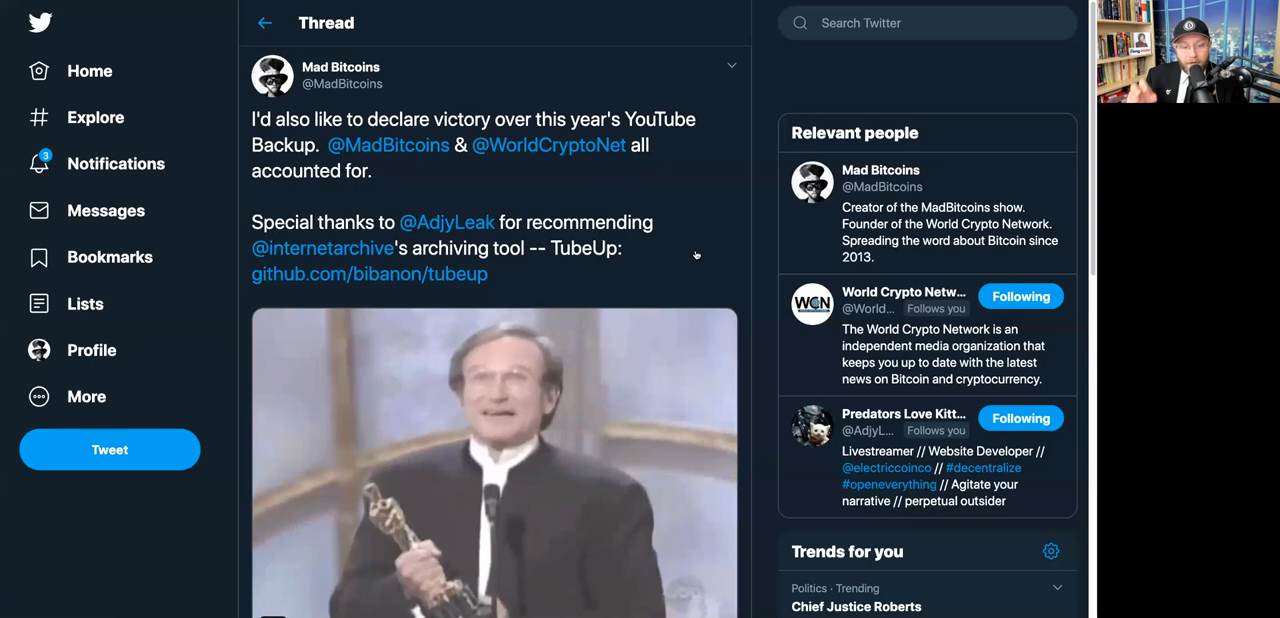 Home
Explore
3
Notifications
Messages
Bookmarks
Lists
Profile
More
Tweet
Thread
Mad Bitcoins
@MadBitcoins
I'd also like to declare victory over this year's YouTube
Backup. @MadBitcoins & @WorldCryptoNet all
accounted for.
Special thanks to @AdjyLeak for recommending
@internetarchive's archiving tool -- TubeUp:
github.com/bibanon/tubeup
Search Twitter
Relevant people
Mad Bitcoins
@MadBitcoins
Creator of the MadBitcoins show.
Founder of the World Crypto Network.
Spreading the word about Bitcoin since
2013.
WCN
World Crypto Netw...
Following
@World... Follows you
The World Crypto Network is an
independent media organization that
keeps you up to date with the latest
news on Bitcoin and cryptocurrency.
Predators Love Kitt...
Following
@AdjyL... Follows you
Livestreamer // Website Developer //
@electriccoinco // #decentralize
#openeverything // Agitate your
narrative // perpetual outsider
Trends for you
Politics · Trending
Chief Justice Roberts